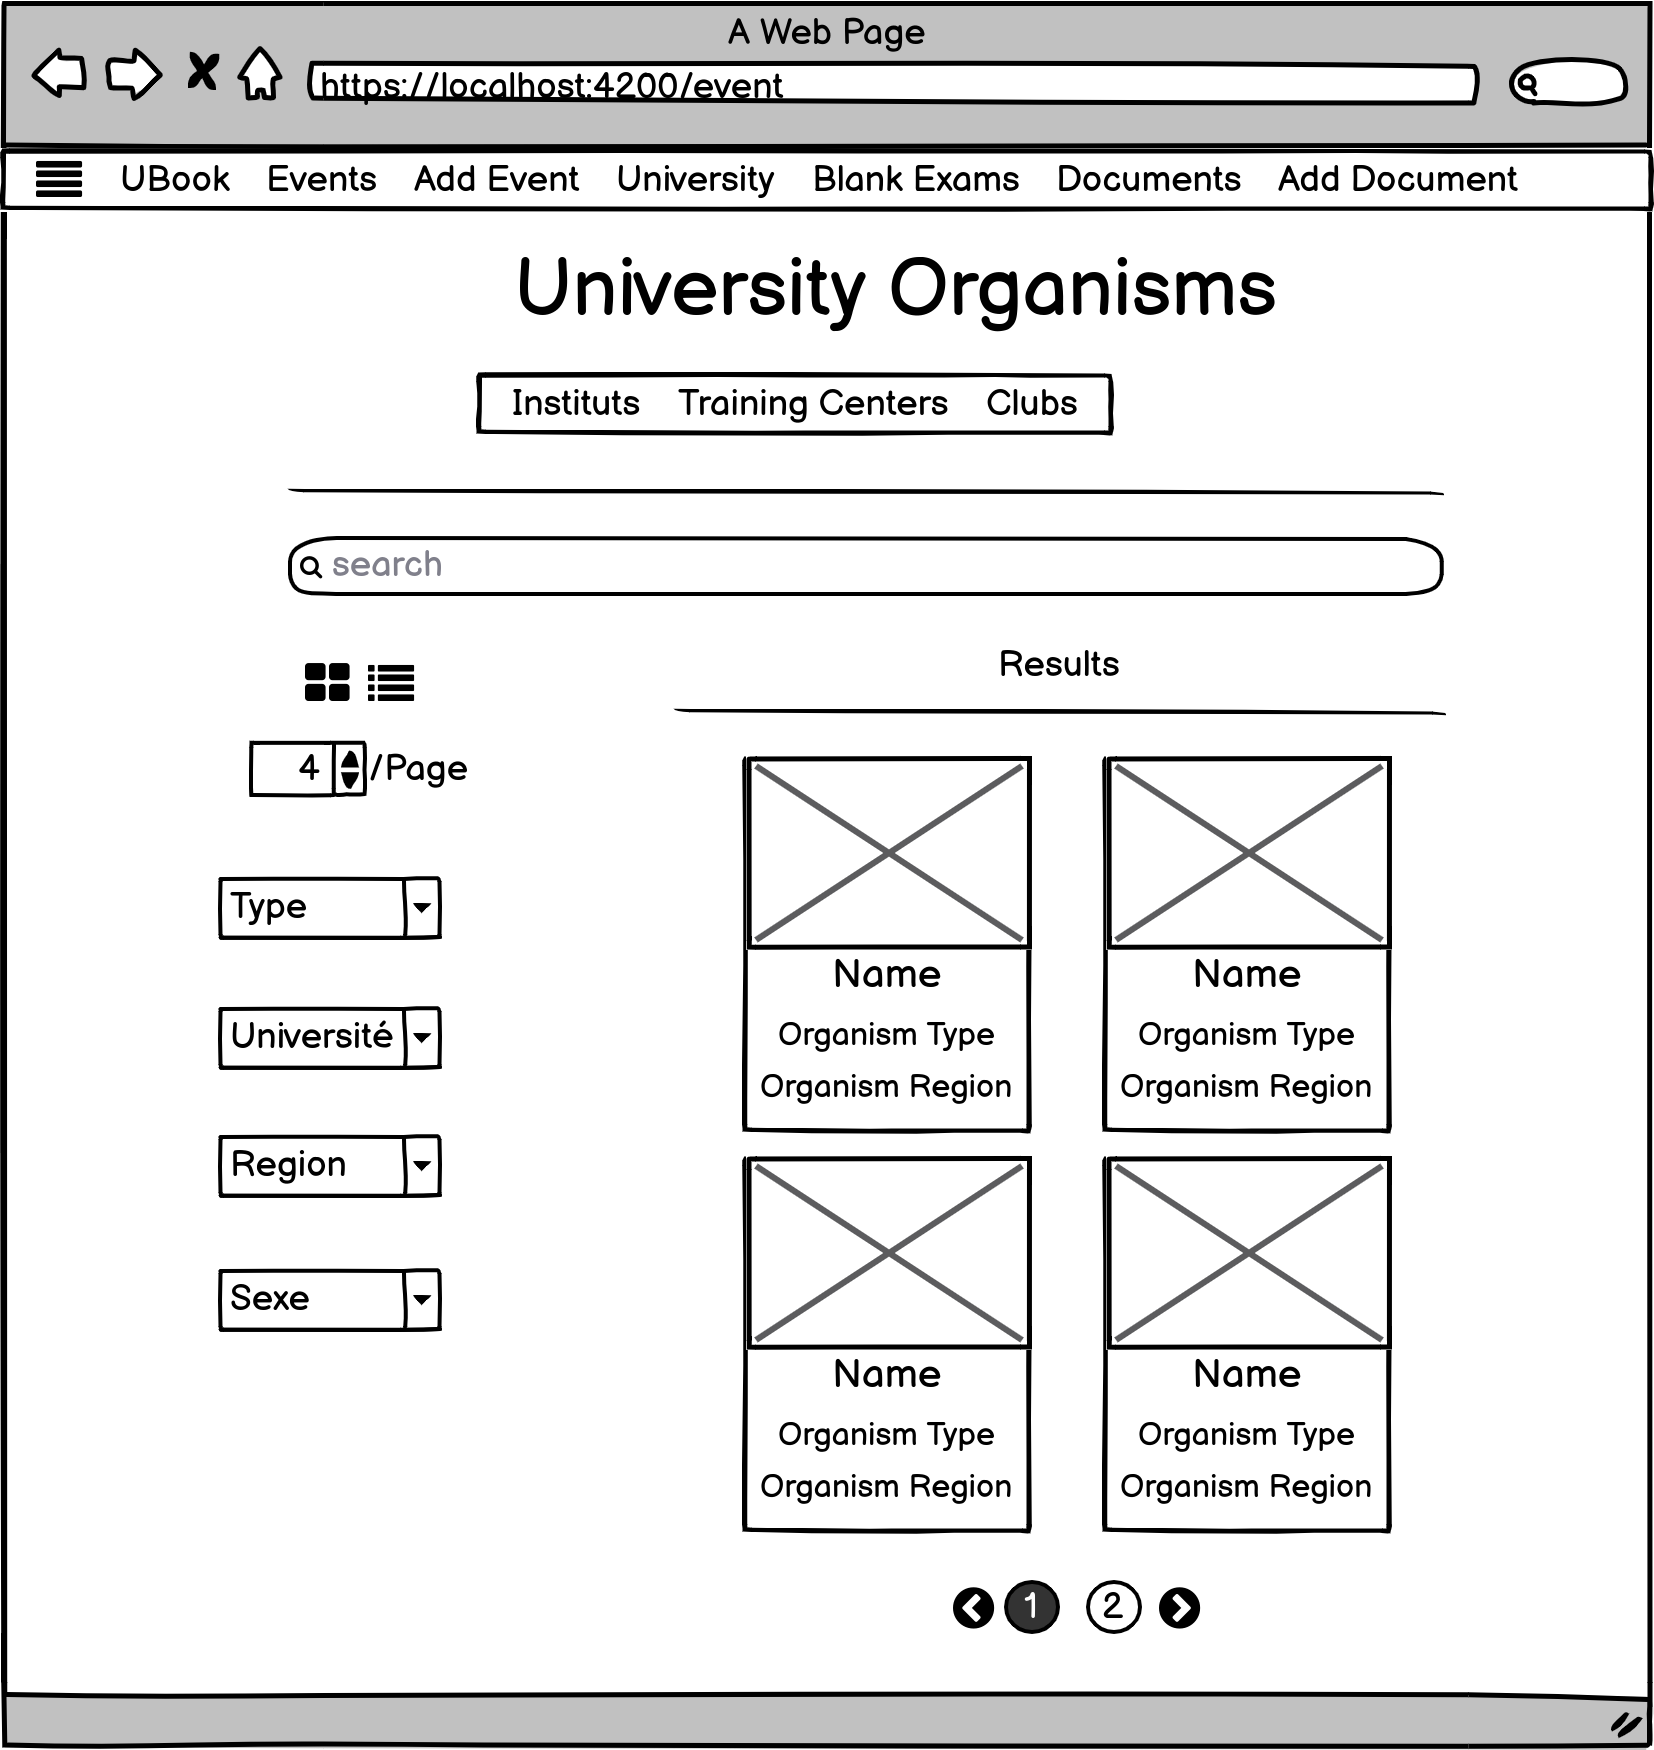 A Web Page
https://localhost:4200/event
UBook Events Add Event University Blank Exams Documents Add Document
University Organisms
Instituts Training Centers Clubs
search
Results
4 /Page
Type
Université
Region
Sexe
Name Name
Organism Type Organism Type
Organism Region Organism Region
Name Name
Organism Type Organism Type
Organism Region Organism Region
1 2